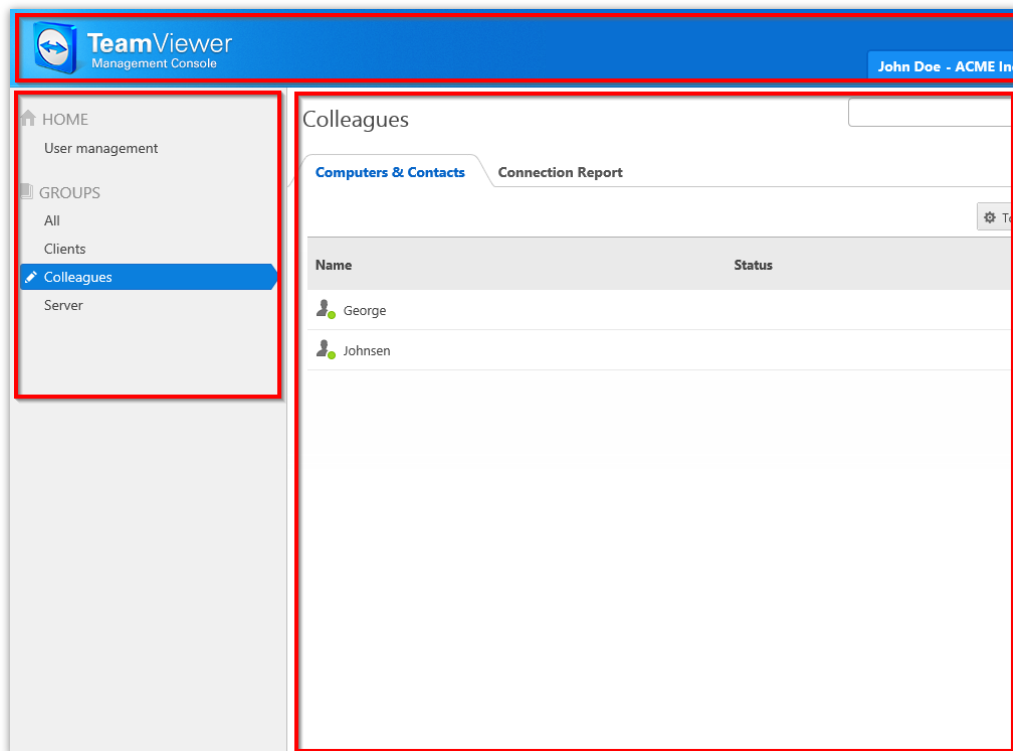 TeamViewer
Management Console
John Doe - ACME In
HOME
User management
GROUPS
All
Clients
Colleagues
Server
Colleagues
Computers & Contacts Connection Report
Name Status
George
Johnsen